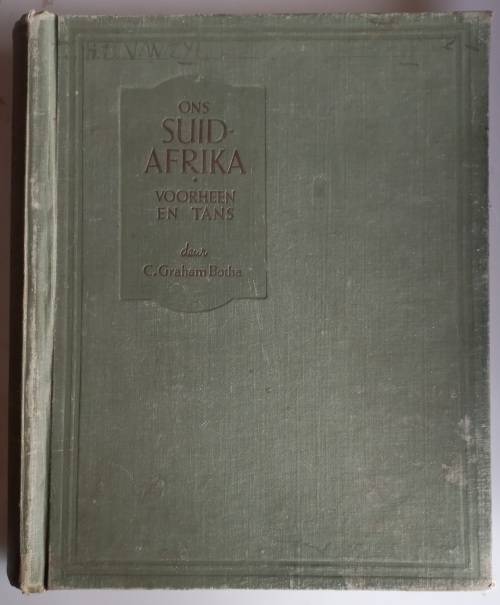 ONS
SUID-
AFRIKA
•
VOORHEEN
EN TANS
deur
C. Graham Botha